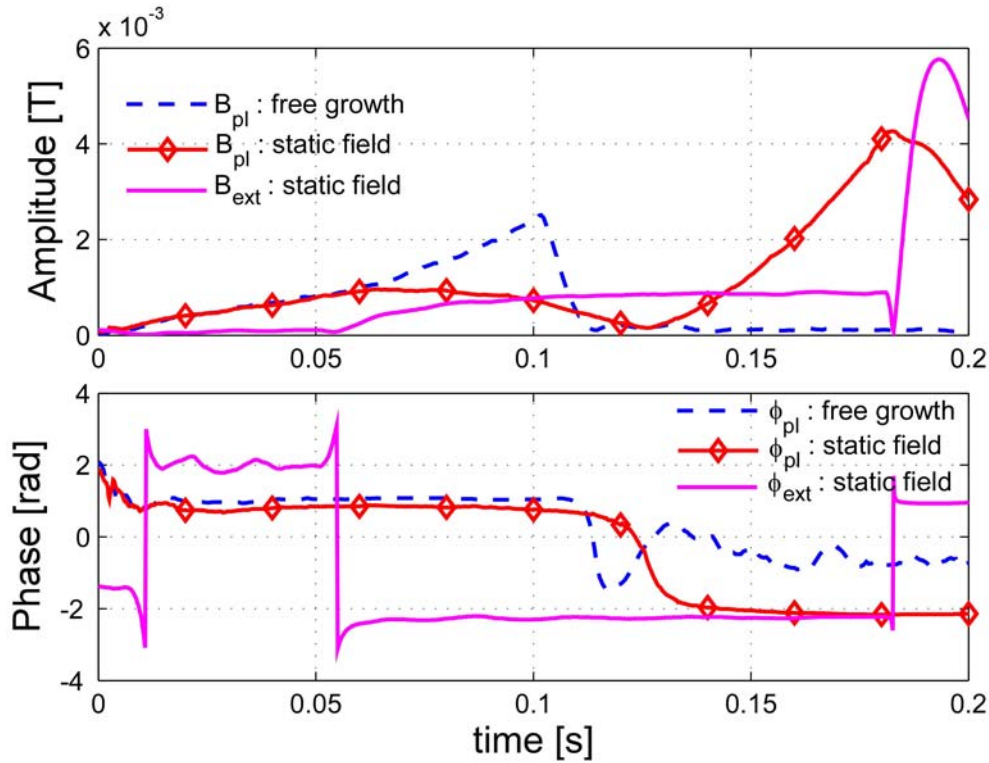 x 10^-3
6
4
2
0
Amplitude [T]
B_pl : free growth
B_pl : static field
B_ext : static field
0 0.05 0.1 0.15 0.2
4
2
0
-2
-4
Phase [rad]
ϕ_pl : free growth
ϕ_pl : static field
ϕ_ext : static field
0 0.05 0.1 0.15 0.2
time [s]